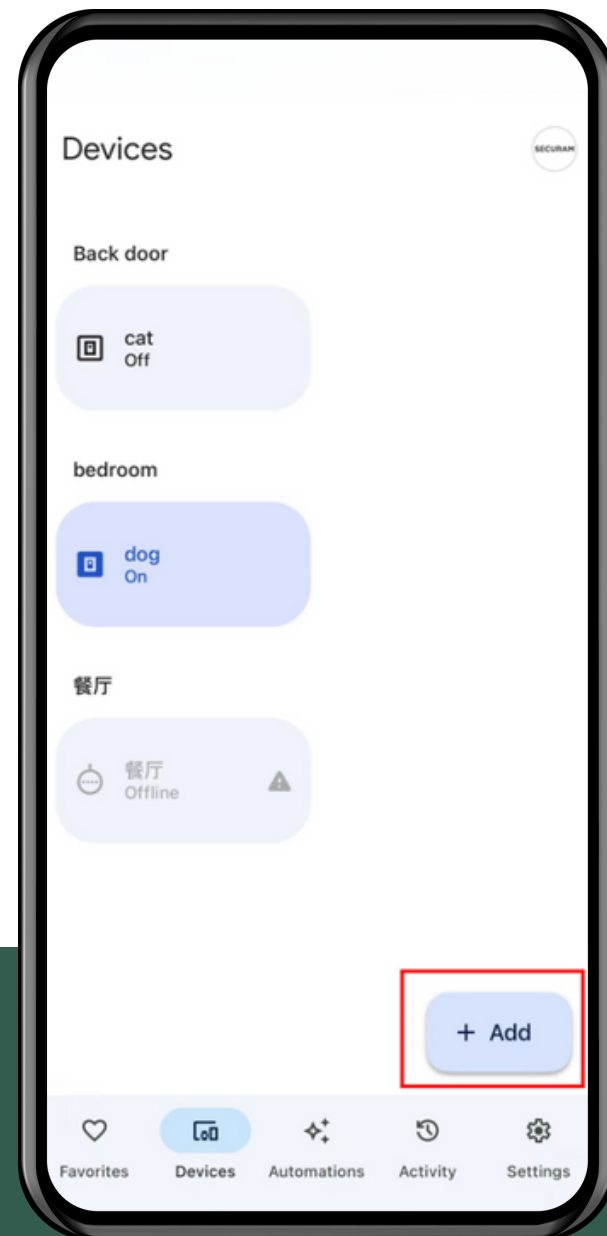 Devices
SECURAM
Back door
cat
Off
bedroom
dog
On
餐厅
餐厅
Offline
+ Add
Favorites
Devices
Automations
Activity
Settings